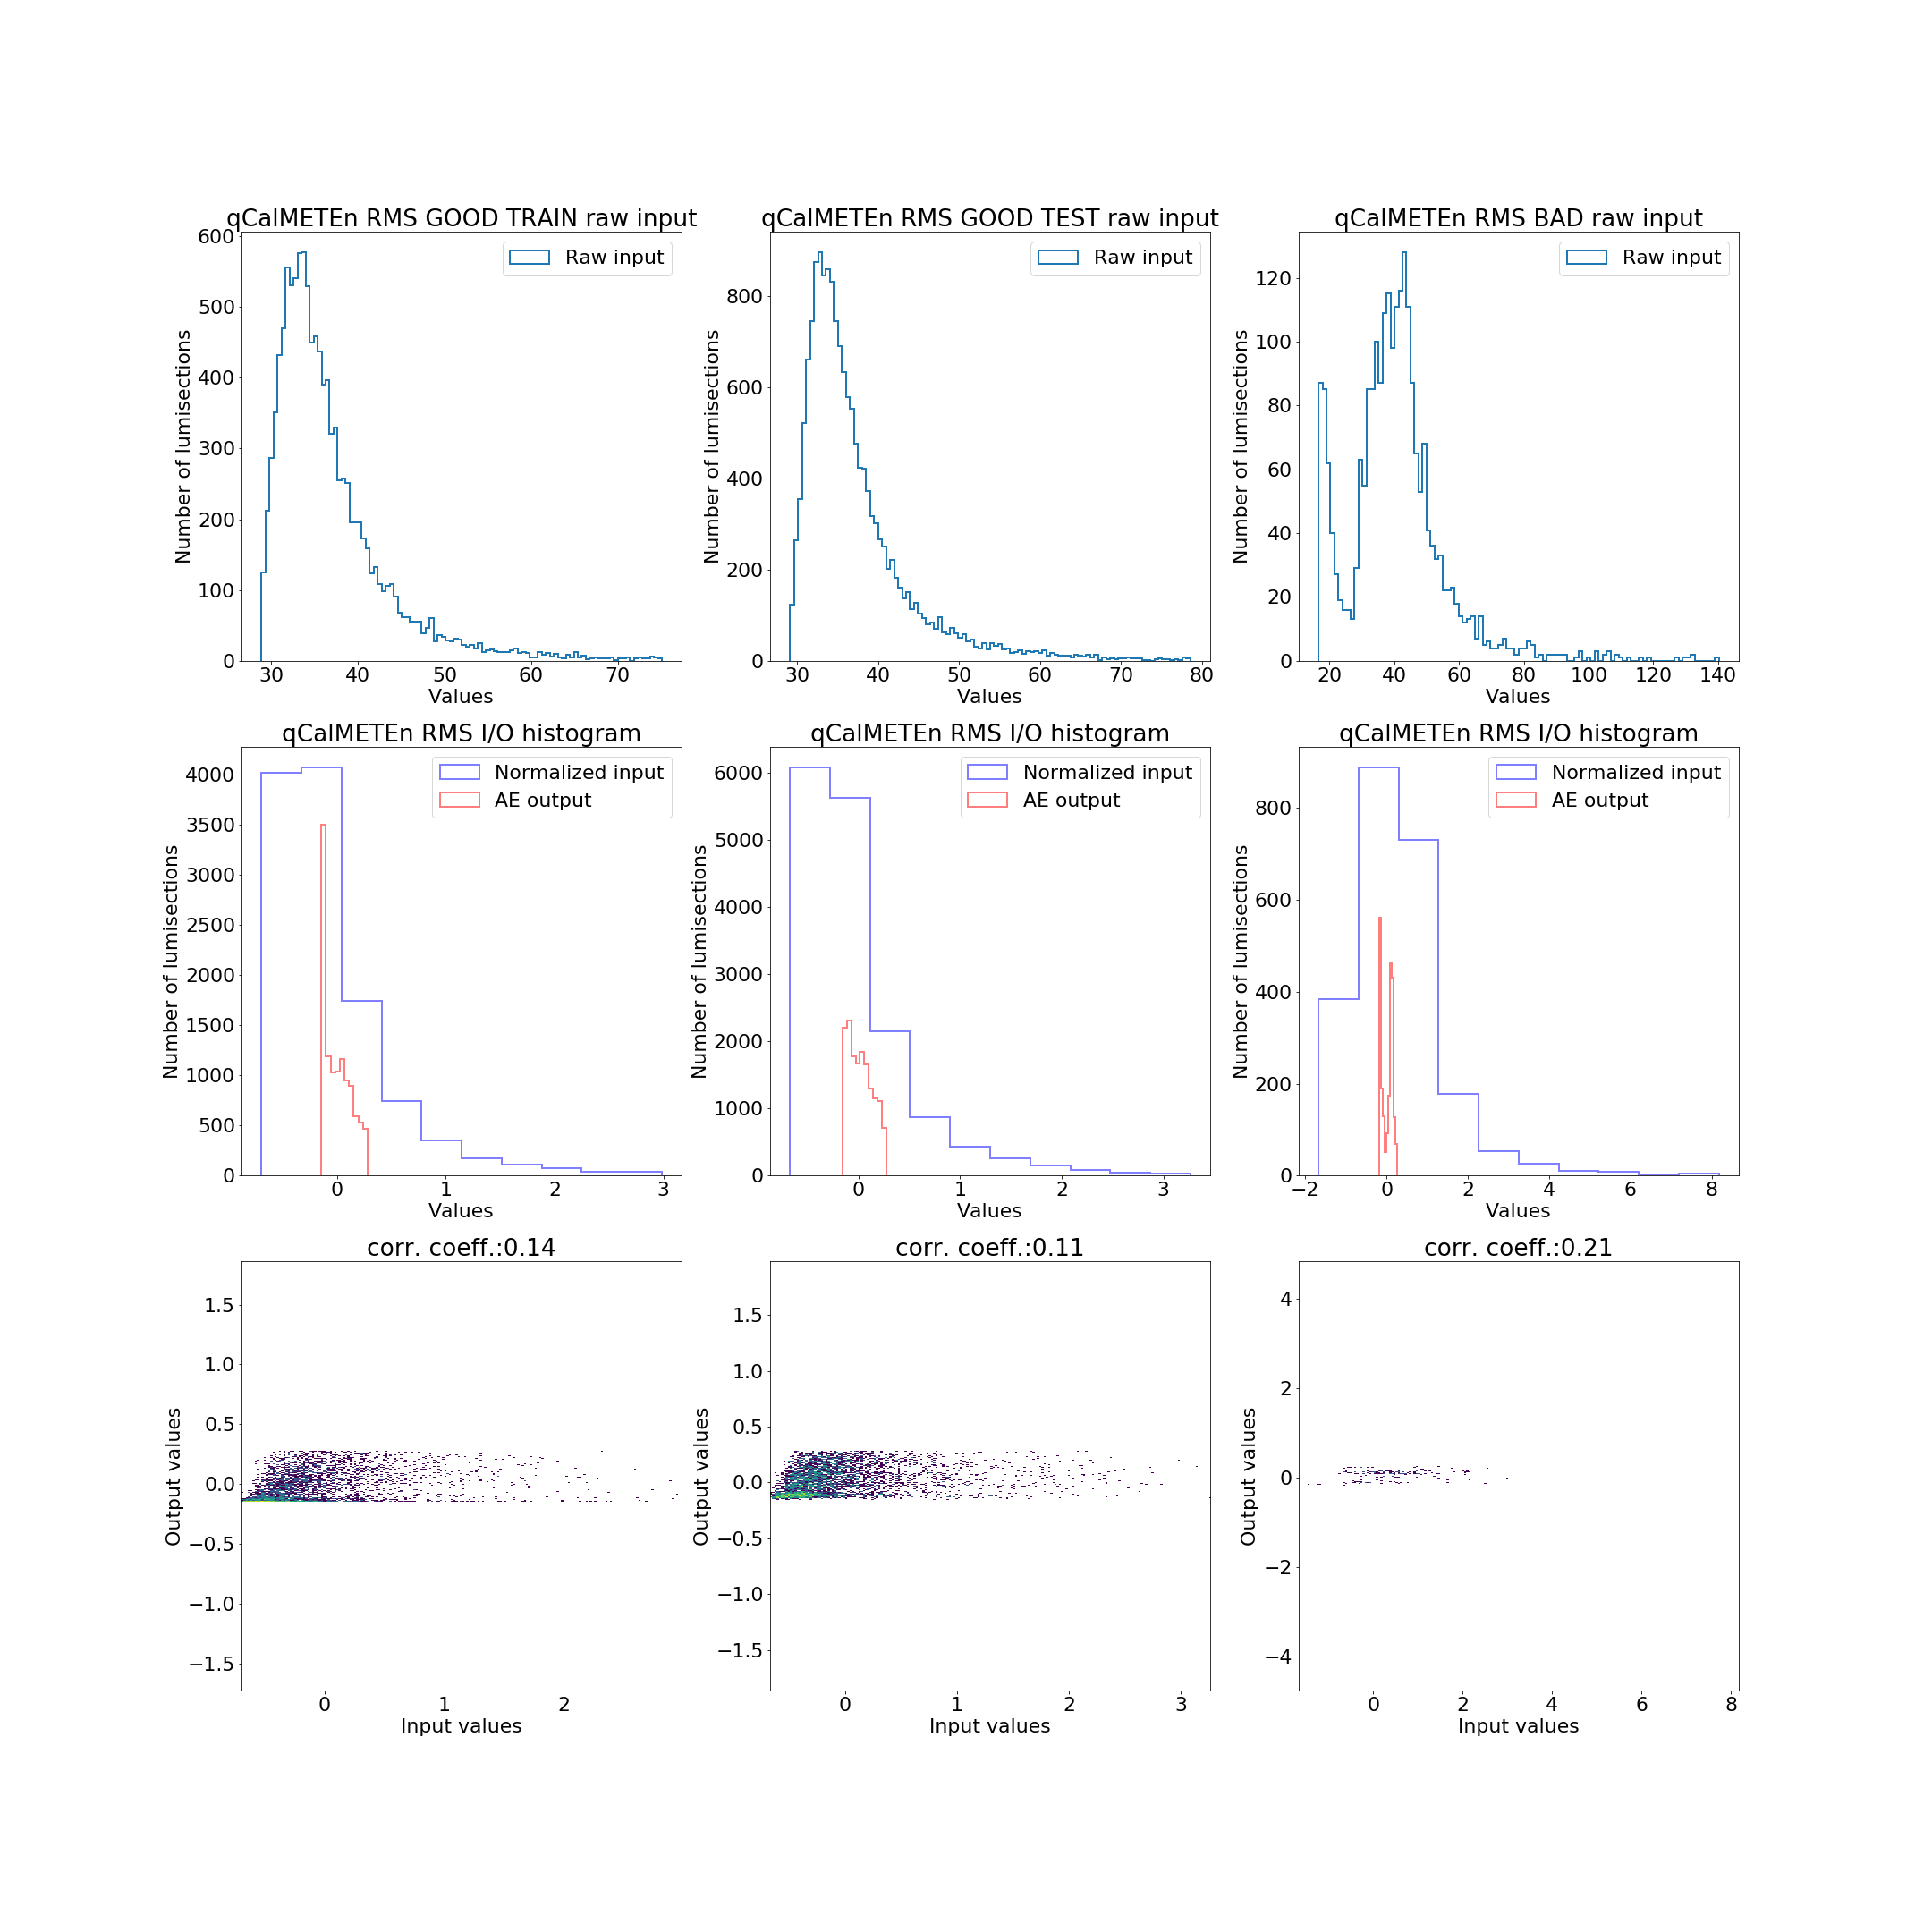 qCalMETEn RMS GOOD TRAIN raw input
Raw input
600
500
400
300
200
100
0
30 40 50 60 70
Number of lumisections
Values
qCalMETEn RMS GOOD TEST raw input
Raw input
800
600
400
200
0
30 40 50 60 70 80
Number of lumisections
Values
qCalMETEn RMS BAD raw input
Raw input
120
100
80
60
40
20
0
20 40 60 80 100 120 140
Number of lumisections
Values
qCalMETEn RMS I/O histogram
Normalized input
AE output
4000
3500
3000
2500
2000
1500
1000
500
0
0 1 2 3
Number of lumisections
Values
qCalMETEn RMS I/O histogram
Normalized input
AE output
6000
5000
4000
3000
2000
1000
0
0 1 2 3
Number of lumisections
Values
qCalMETEn RMS I/O histogram
Normalized input
AE output
800
600
400
200
0
−2 0 2 4 6 8
Number of lumisections
Values
corr. coeff.:0.14
1.5
1.0
0.5
0.0
−0.5
−1.0
−1.5
0 1 2
Output values
Input values
corr. coeff.:0.11
1.5
1.0
0.5
0.0
−0.5
−1.0
−1.5
0 1 2 3
Output values
Input values
corr. coeff.:0.21
4
2
0
−2
−4
0 2 4 6 8
Output values
Input values